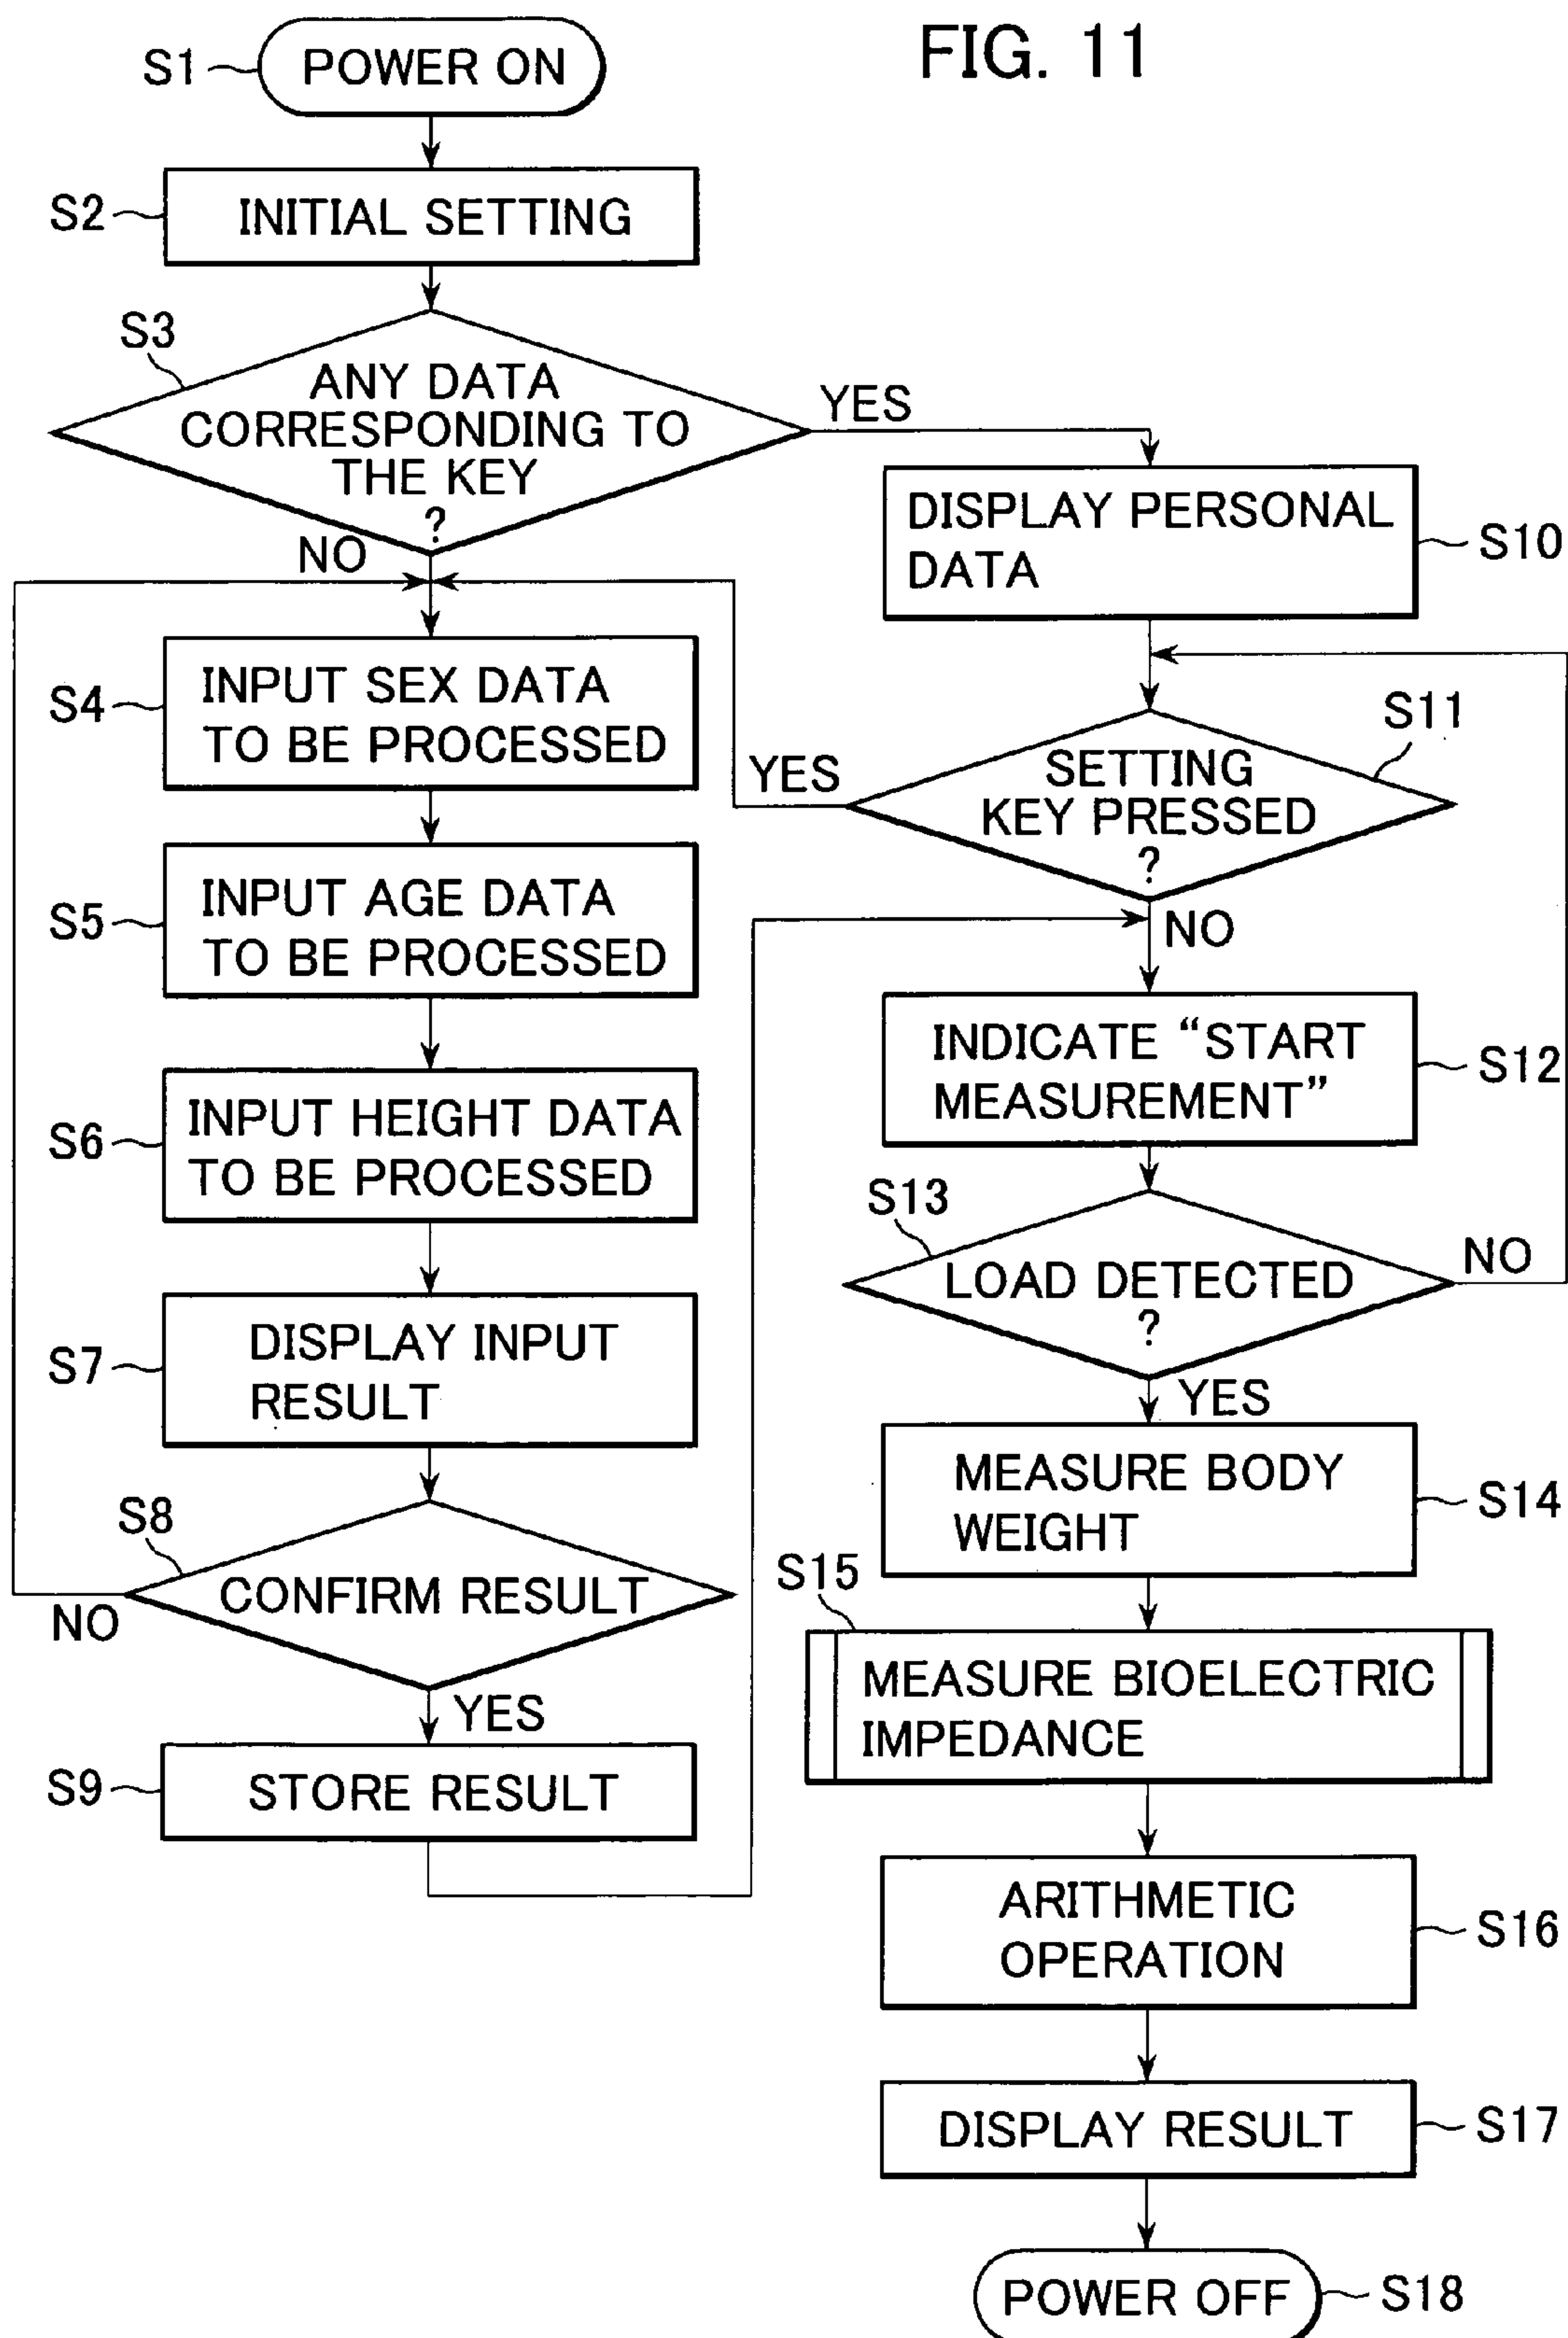 FIG. 11
S1
POWER ON
S2
INITIAL SETTING
S3
ANY DATA
CORRESPONDING TO
THE KEY
?
YES
NO
S4
INPUT SEX DATA
TO BE PROCESSED
S5
INPUT AGE DATA
TO BE PROCESSED
S6
INPUT HEIGHT DATA
TO BE PROCESSED
S7
DISPLAY INPUT
RESULT
S8
CONFIRM RESULT
NO
YES
S9
STORE RESULT
DISPLAY PERSONAL
DATA
S10
S11
SETTING
KEY PRESSED
?
YES
NO
INDICATE “START
MEASUREMENT”
S12
S13
LOAD DETECTED
?
NO
YES
MEASURE BODY
WEIGHT
S14
S15
MEASURE BIOELECTRIC
IMPEDANCE
ARITHMETIC
OPERATION
S16
DISPLAY RESULT
S17
POWER OFF
S18